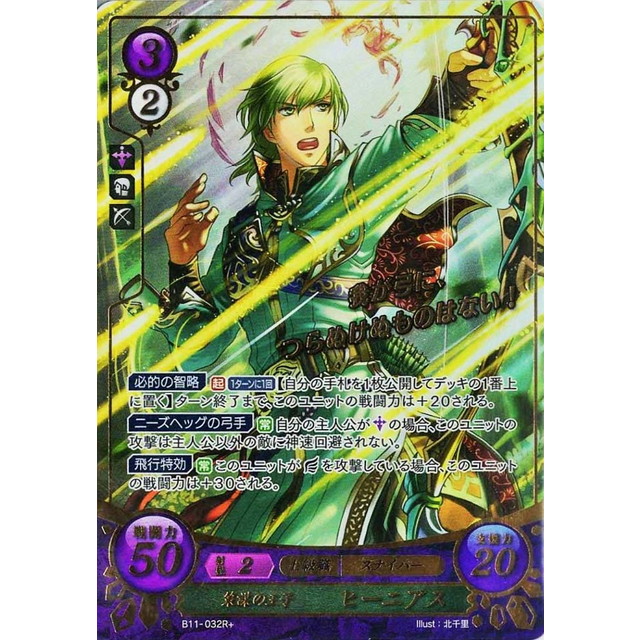 3
2
我が弓に、
つらぬけぬものはない！
必的の智略 起 1ターンに1回 【自分の手札を1枚公開してデッキの1番上
に置く】ターン終了まで、このユニットの戦闘力は＋20される。
ニーズヘッグの弓手 常 自分の主人公が の場合、このユニットの
攻撃は主人公以外の敵に神速回避されない。
飛行特効 常 このユニットが を攻撃している場合、このユニット
の戦闘力は＋30される。
戦闘力 50
射程 2
上級職 スナイパー
支援力 20
ヒーニアス
B11-032R+
Illust：北千里